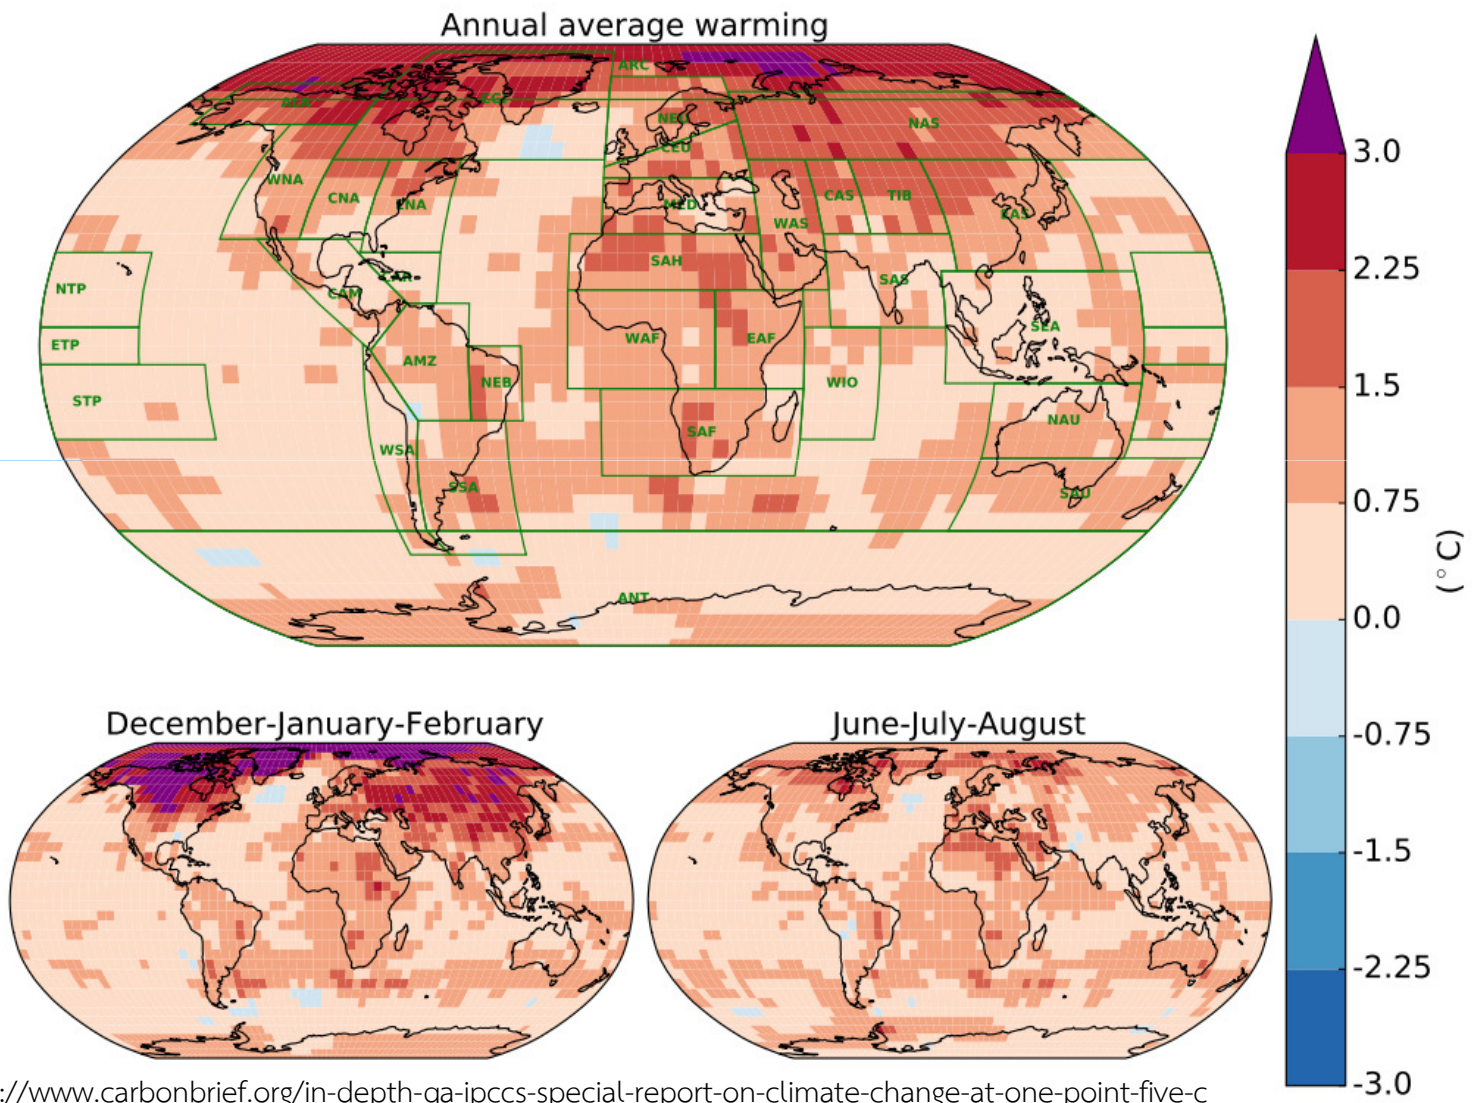 Annual average warming
ARC
ALA
CGI
NEU
NAS
CEU
WNA
CNA
ENA
MED
WAS
CAS
TIB
EAS
SAH
SAS
NTP
CAR
CAM
ETP
AMZ
NEB
WAF
EAF
SEA
WIO
STP
NAU
SAF
WSA
SSA
SAU
ANT
3.0
2.25
1.5
0.75
0.0
-0.75
-1.5
-2.25
-3.0
(°C)
December-January-February
June-July-August
://www.carbonbrief.org/in-depth-qa-ipccs-special-report-on-climate-change-at-one-point-five-c